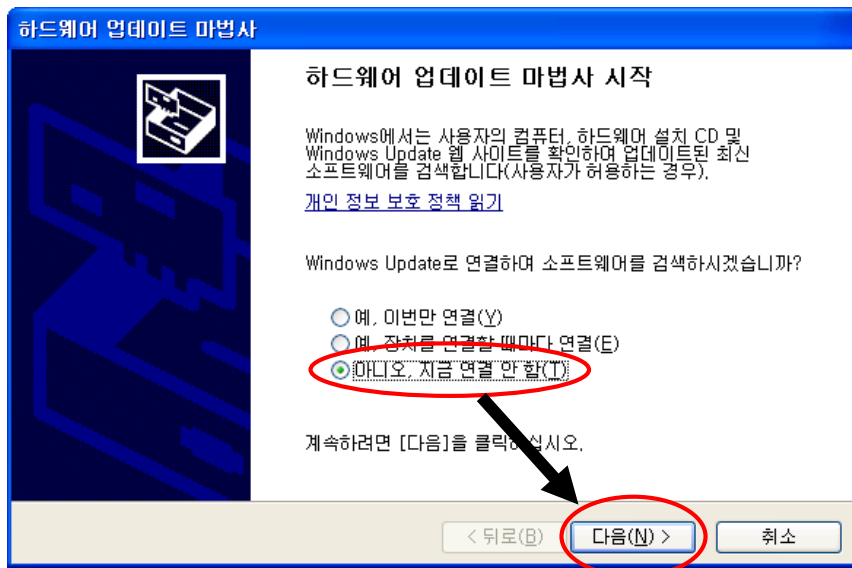 하드웨어 업데이트 마법사
하드웨어 업데이트 마법사 시작
Windows에서는 사용자의 컴퓨터, 하드웨어 설치 CD 및
Windows Update 웹 사이트를 확인하여 업데이트된 최신
소프트웨어를 검색합니다(사용자가 허용하는 경우).
개인 정보 보호 정책 읽기
Windows Update로 연결하여 소프트웨어를 검색하시겠습니까?
예, 이번만 연결(Y)
예, 장치를 연결할 때마다 연결(E)
아니오, 지금 연결 안 함(T)
계속하려면 [다음]을 클릭하십시오.
< 뒤로(B) 다음(N) > 취소